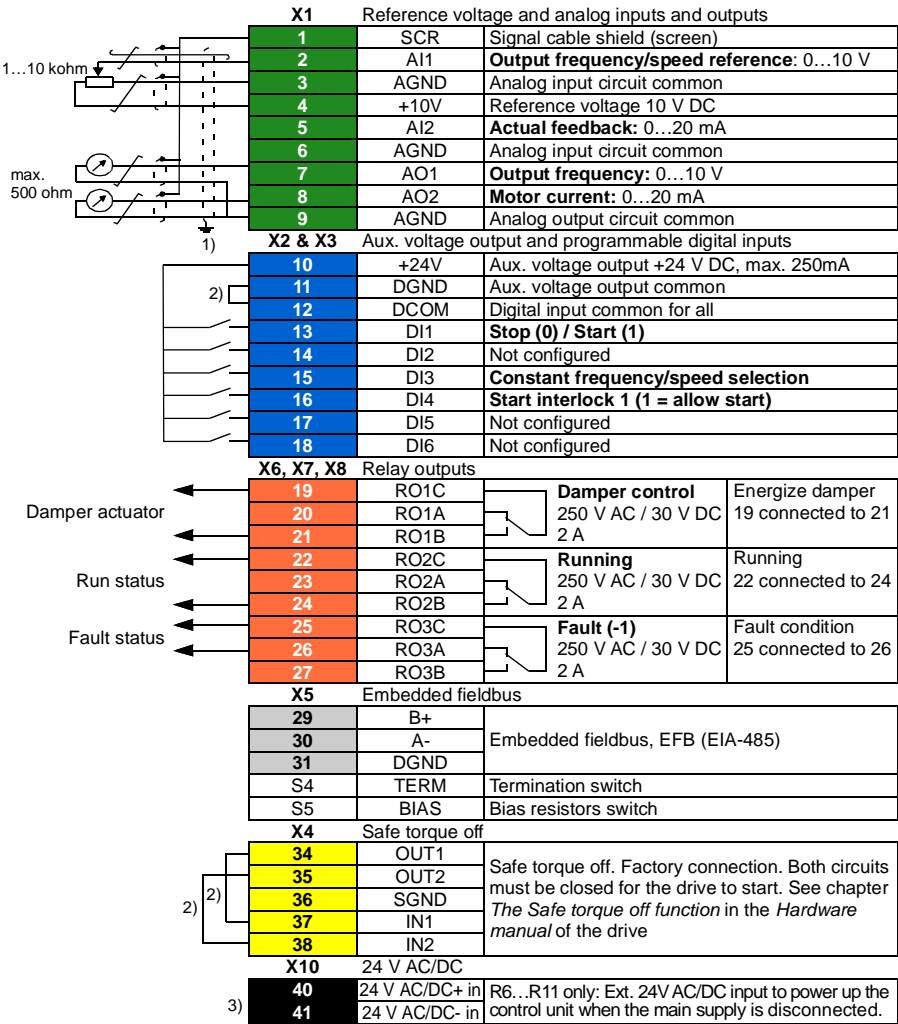 X1 Reference voltage and analog inputs and outputs
1 SCR Signal cable shield (screen)
2 AI1 Output frequency/speed reference: 0…10 V
1…10 kohm
3 AGND Analog input circuit common
4 +10V Reference voltage 10 V DC
5 AI2 Actual feedback: 0…20 mA
6 AGND Analog input circuit common
7 AO1 Output frequency: 0…10 V
max.
500 ohm
8 AO2 Motor current: 0…20 mA
9 AGND Analog output circuit common
1)
X2 & X3 Aux. voltage output and programmable digital inputs
10 +24V Aux. voltage output +24 V DC, max. 250mA
11 DGND Aux. voltage output common
2)
12 DCOM Digital input common for all
13 DI1 Stop (0) / Start (1)
14 DI2 Not configured
15 DI3 Constant frequency/speed selection
16 DI4 Start interlock 1 (1 = allow start)
17 DI5 Not configured
18 DI6 Not configured
X6, X7, X8 Relay outputs
19 RO1C Damper control Energize damper
Damper actuator 20 RO1A 250 V AC / 30 V DC 19 connected to 21
21 RO1B 2 A
22 RO2C Running Running
Run status 23 RO2A 250 V AC / 30 V DC 22 connected to 24
24 RO2B 2 A
25 RO3C Fault (-1) Fault condition
Fault status 26 RO3A 250 V AC / 30 V DC 25 connected to 26
27 RO3B 2 A
X5 Embedded fieldbus
29 B+
30 A- Embedded fieldbus, EFB (EIA-485)
31 DGND
S4 TERM Termination switch
S5 BIAS Bias resistors switch
X4 Safe torque off
34 OUT1
35 OUT2
36 SGND
37 IN1
38 IN2
Safe torque off. Factory connection. Both circuits
must be closed for the drive to start. See chapter
The Safe torque off function in the Hardware
manual of the drive
2)
2)
X10 24 V AC/DC
40 24 V AC/DC+ in R6…R11 only: Ext. 24V AC/DC input to power up the
3)
41 24 V AC/DC- in control unit when the main supply is disconnected.